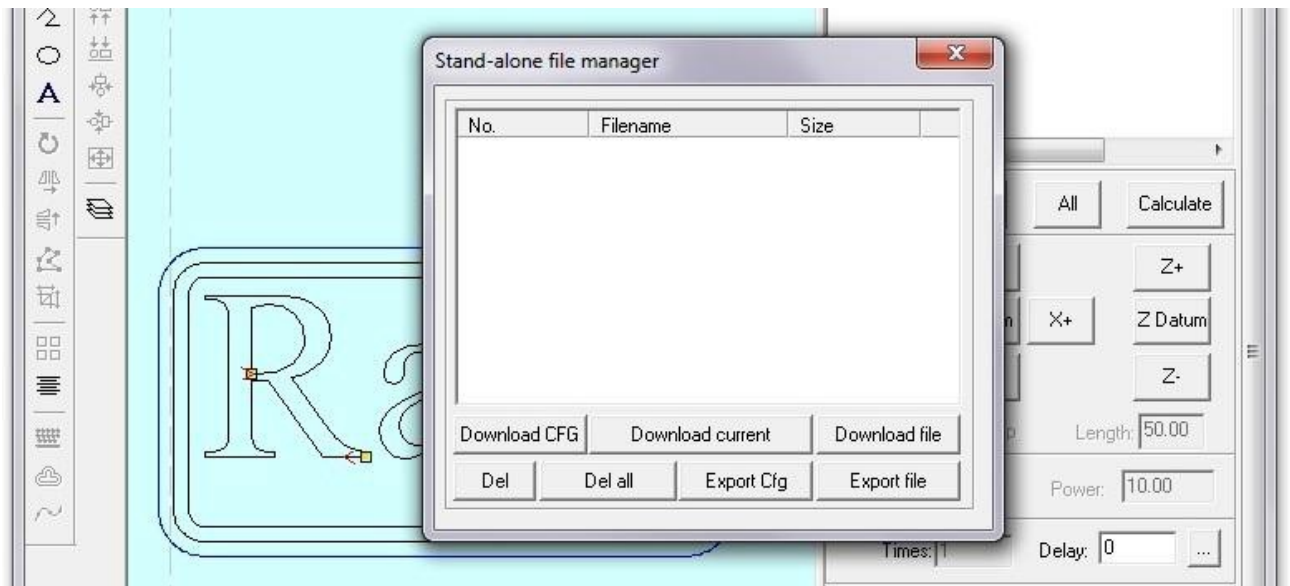 Stand-alone file manager
No. Filename Size
All Calculate
Z+
X+ Z Datum
Z-
Length: 50.00
Power: 10.00
Times: 1 Delay: 0 ...
Download CFG Download current Download file
Del Del all Export Cfg Export file
A
Ra